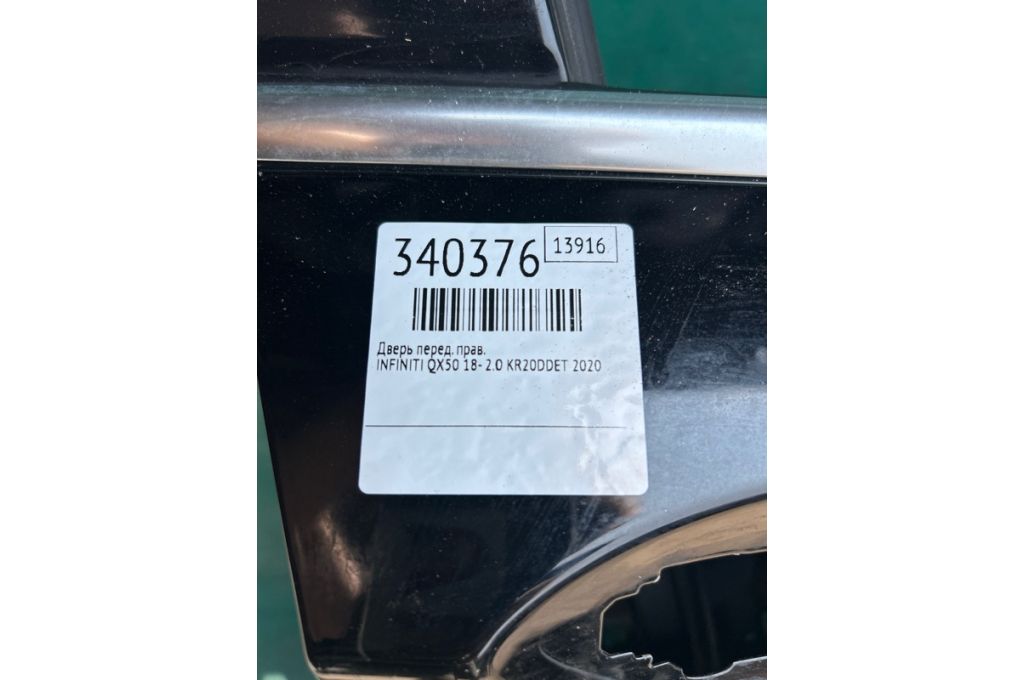 340376 13916
Дверь перед. прав.
INFINITI QX50 18- 2.0 KR20DDET 2020